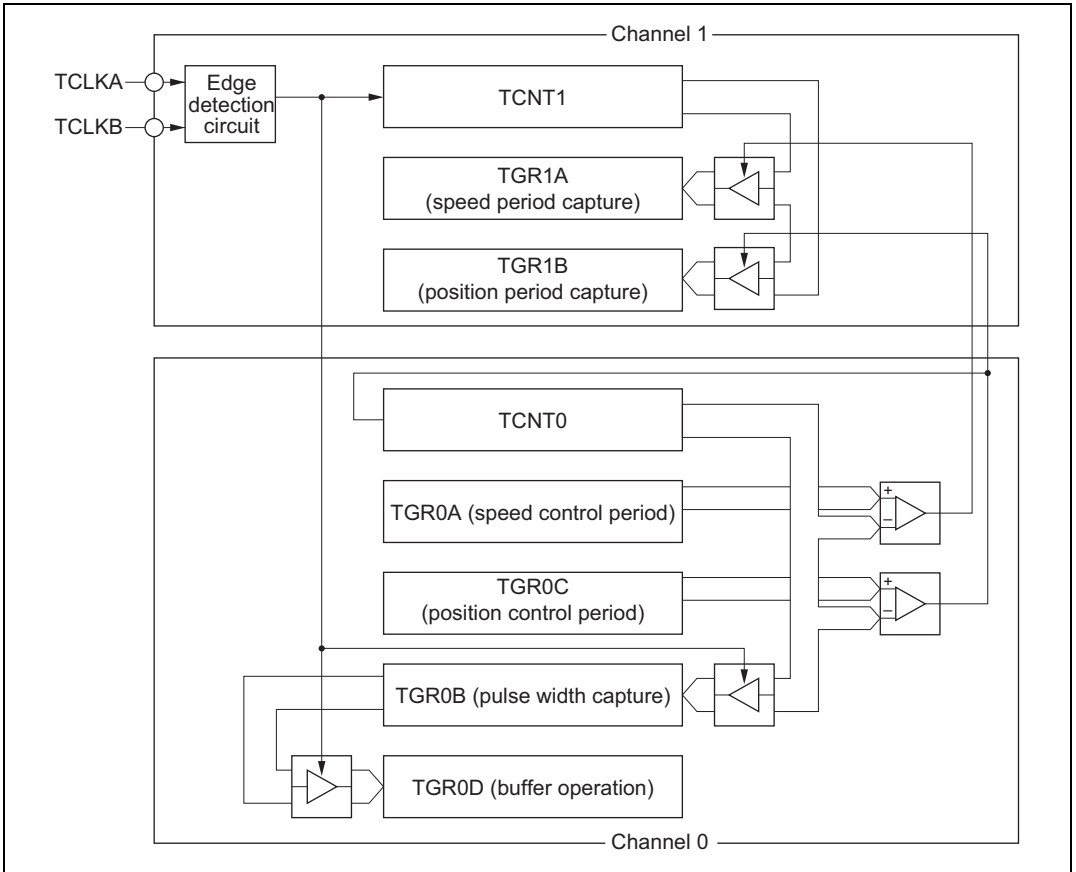 Channel 1
TCLKA
TCLKB
Edge
detection
circuit
TCNT1
TGR1A
(speed period capture)
TGR1B
(position period capture)
TCNT0
TGR0A (speed control period)
+
−
TGR0C
(position control period)
+
−
TGR0B (pulse width capture)
TGR0D (buffer operation)
Channel 0